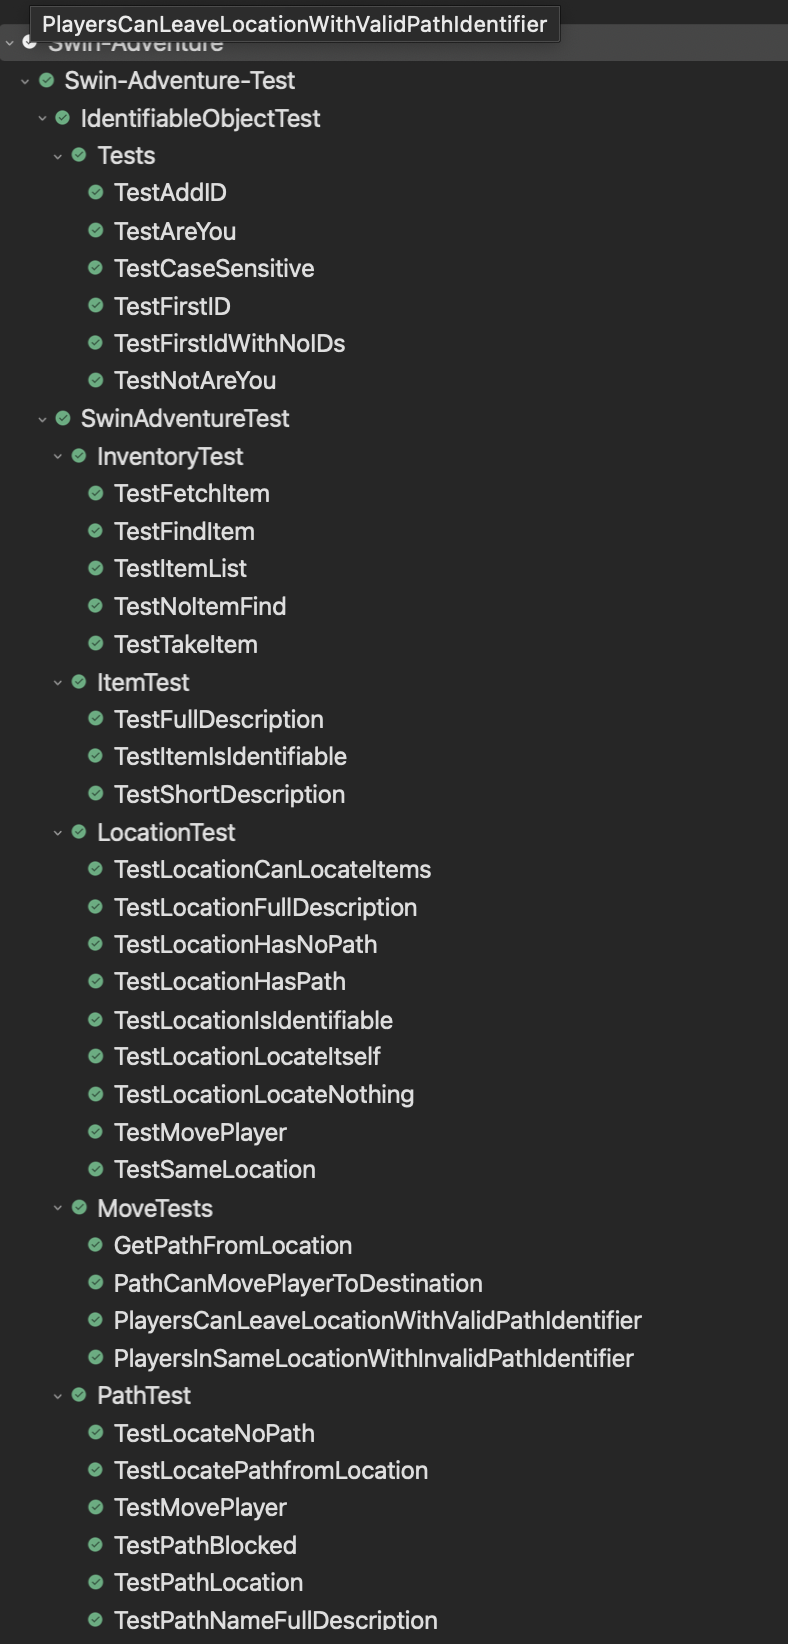 PlayersCanLeaveLocationWithValidPathIdentifier
Swin-Adventure
Swin-Adventure-Test
IdentifiableObjectTest
Tests
TestAddID
TestAreYou
TestCaseSensitive
TestFirstID
TestFirstIdWithNoIDs
TestNotAreYou
SwinAdventureTest
InventoryTest
TestFetchItem
TestFindItem
TestItemList
TestNoItemFind
TestTakeItem
ItemTest
TestFullDescription
TestItemIsIdentifiable
TestShortDescription
LocationTest
TestLocationCanLocateItems
TestLocationFullDescription
TestLocationHasNoPath
TestLocationHasPath
TestLocationIsIdentifiable
TestLocationLocateItself
TestLocationLocateNothing
TestMovePlayer
TestSameLocation
MoveTests
GetPathFromLocation
PathCanMovePlayerToDestination
PlayersCanLeaveLocationWithValidPathIdentifier
PlayersInSameLocationWithInvalidPathIdentifier
PathTest
TestLocateNoPath
TestLocatePathfromLocation
TestMovePlayer
TestPathBlocked
TestPathLocation
TestPathNameFullDescription